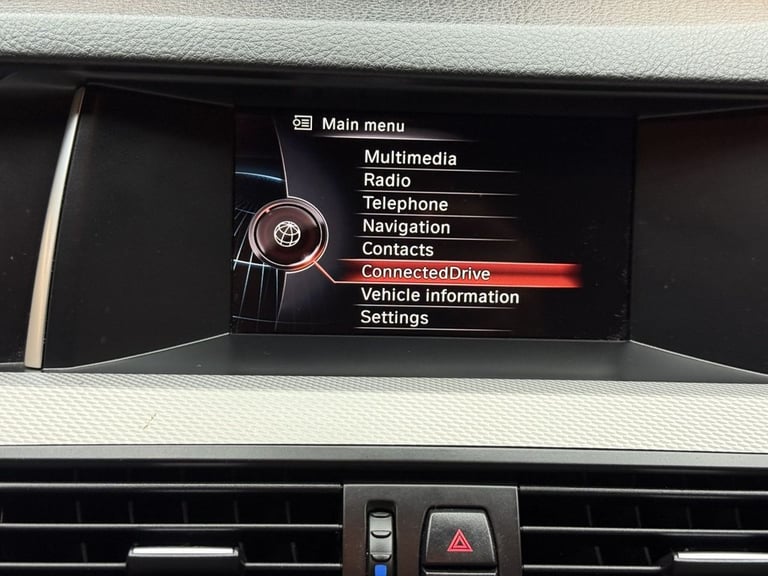 Main menu
Multimedia
Radio
Telephone
Navigation
Contacts
ConnectedDrive
Vehicle information
Settings